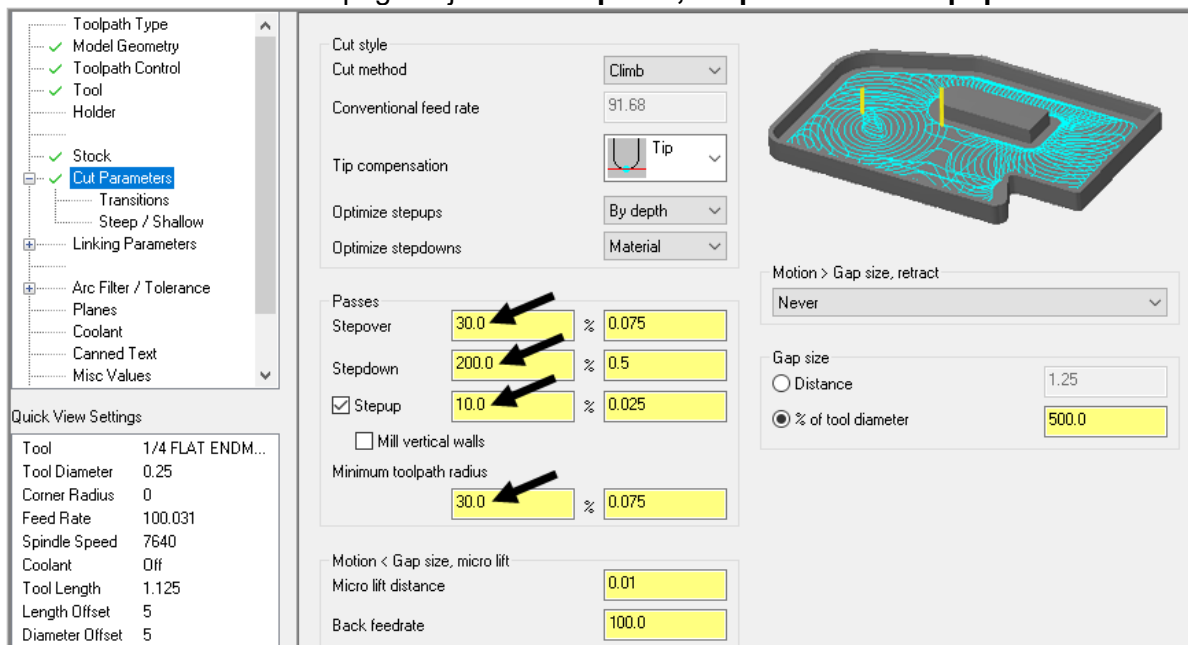 Toolpath Type
Model Geometry
Toolpath Control
Tool
Holder
Stock
Cut Parameters
Transitions
Steep / Shallow
Linking Parameters
Arc Filter / Tolerance
Planes
Coolant
Canned Text
Misc Values
Quick View Settings
Tool 1/4 FLAT ENDM...
Tool Diameter 0.25
Corner Radius 0
Feed Rate 100.031
Spindle Speed 7640
Coolant Off
Tool Length 1.125
Length Offset 5
Diameter Offset 5
Cut style
Cut method Climb
Conventional feed rate 91.68
Tip compensation Tip
Optimize stepups By depth
Optimize stepdowns Material
Passes
Stepover 30.0 % 0.075
Stepdown 200.0 % 0.5
Stepup 10.0 % 0.025
Mill vertical walls
Minimum toolpath radius
30.0 % 0.075
Motion < Gap size, micro lift
Micro lift distance 0.01
Back feedrate 100.0
Motion > Gap size, retract
Never
Gap size
Distance 1.25
% of tool diameter 500.0